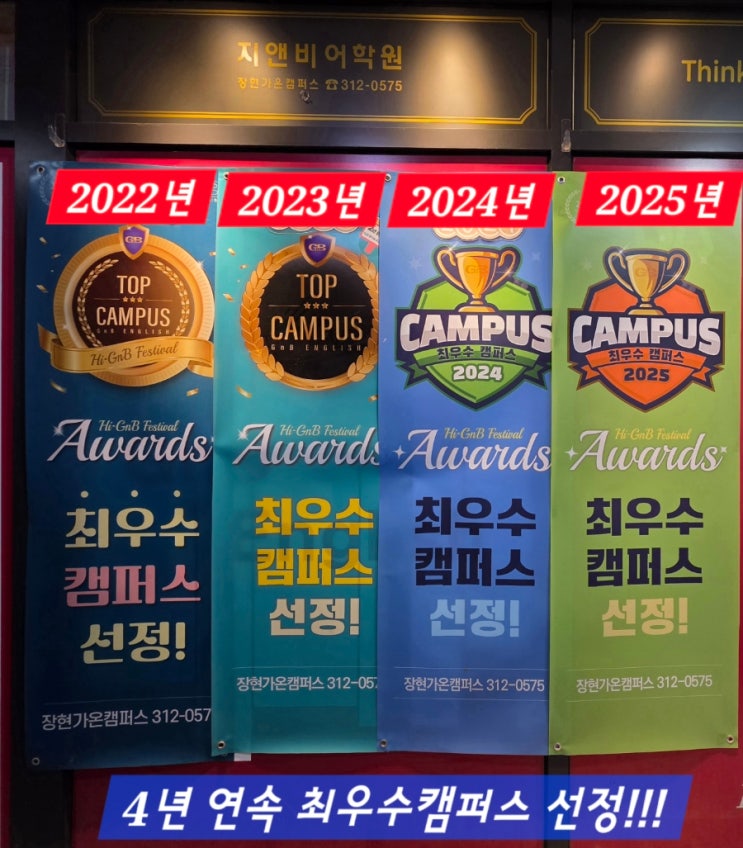 지앤비어학원
장현가온캠퍼스 ☎312-0575
Think
2022년
GB
TOP
CAMPUS
GnB ENGLISH
Hi-GnB Festival
Hi-GnB Festival
Awards
최우수
캠퍼스
선정!
장현가온캠퍼스 312-057
2023년
GB
TOP
CAMPUS
GnB ENGLISH
Hi-GnB Festival
Awards
최우수
캠퍼스
선정!
장현가온캠퍼스 312-057
2024년
CAMPUS
최우수 캠퍼스
2024
Hi-GnB Festival
Awards
최우수
캠퍼스
선정!
장현가온캠퍼스 312-0575
2025년
CAMPUS
최우수 캠퍼스
2025
Hi-GnB Festival
Awards
최우수
캠퍼스
선정!
장현가온캠퍼스 312-0575
4년 연속 최우수캠퍼스 선정!!!